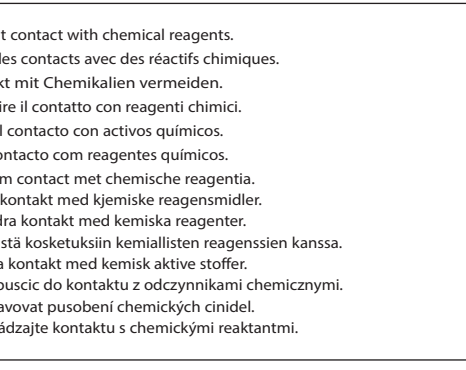 t contact with chemical reagents.
les contacts avec des réactifs chimiques.
kt mit Chemikalien vermeiden.
ire il contatto con reagenti chimici.
l contacto con activos químicos.
ontacto com reagentes químicos.
m contact met chemische reagentia.
kontakt med kjemiske reagensmidler.
dra kontakt med kemiska reagenter.
stä kosketuksiin kemiallisten reagenssien kanssa.
a kontakt med kemisk aktive stoffer.
puscic do kontaktu z odczynnikami chemicznymi.
avovat pusobení chemických cinidel.
ádzajte kontaktu s chemickými reaktantmi.